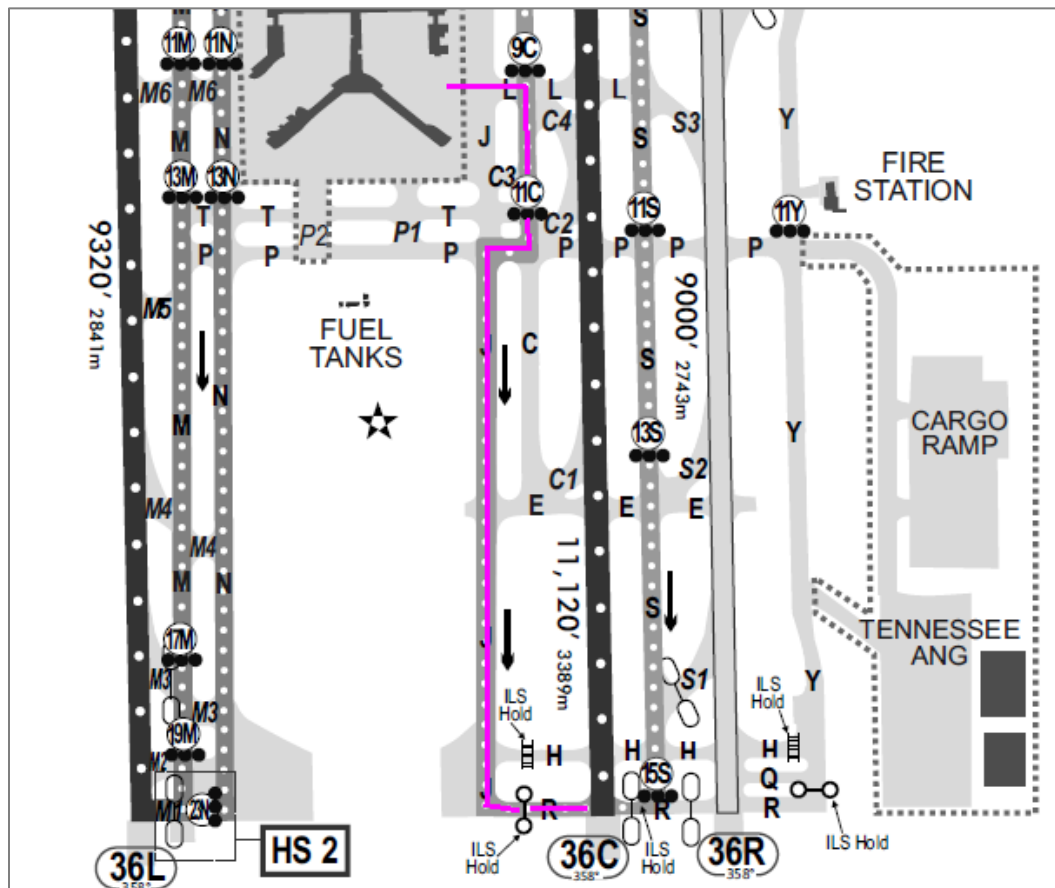 M
N
S
11M
11N
9C
M6
M6
L
L
L
C4
S3
Y
J
M
N
S
FIRE
STATION
13M
13N
C3
11C
11S
11Y
T
T
P2
P1
T
C2
P
P
P
P
P
P
P
9320' 2841m
M5
FUEL
TANKS
J
C
S
9000' 2743m
N
M
13S
Y
CARGO
RAMP
S2
C1
M4
E
E
E
M4
11,120' 3389m
M
N
S
17M
J
TENNESSEE
ANG
M3
S1
Y
ILS
Hold
ILS
Hold
M3
19M
M2
H
H
H
H
15S
Q
J
M1
23N
R
R
R
HS 2
36L
358°
ILS
Hold
36C
358°
ILS
Hold
36R
358°
ILS Hold